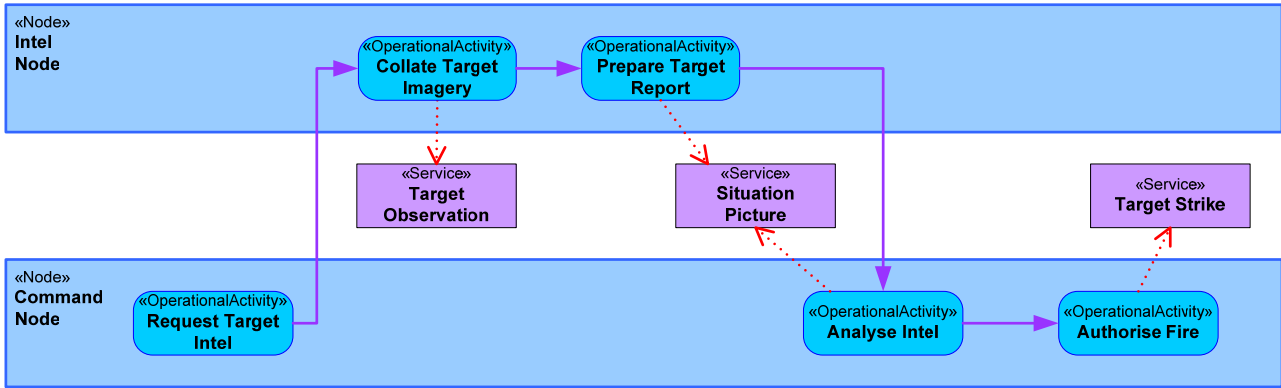 «Node»
Intel
Node
«OperationalActivity»
Collate Target
Imagery
«OperationalActivity»
Prepare Target
Report
«Service»
Target
Observation
«Service»
Situation
Picture
«Service»
Target Strike
«Node»
Command
Node
«OperationalActivity»
Request Target
Intel
«OperationalActivity»
Analyse Intel
«OperationalActivity»
Authorise Fire